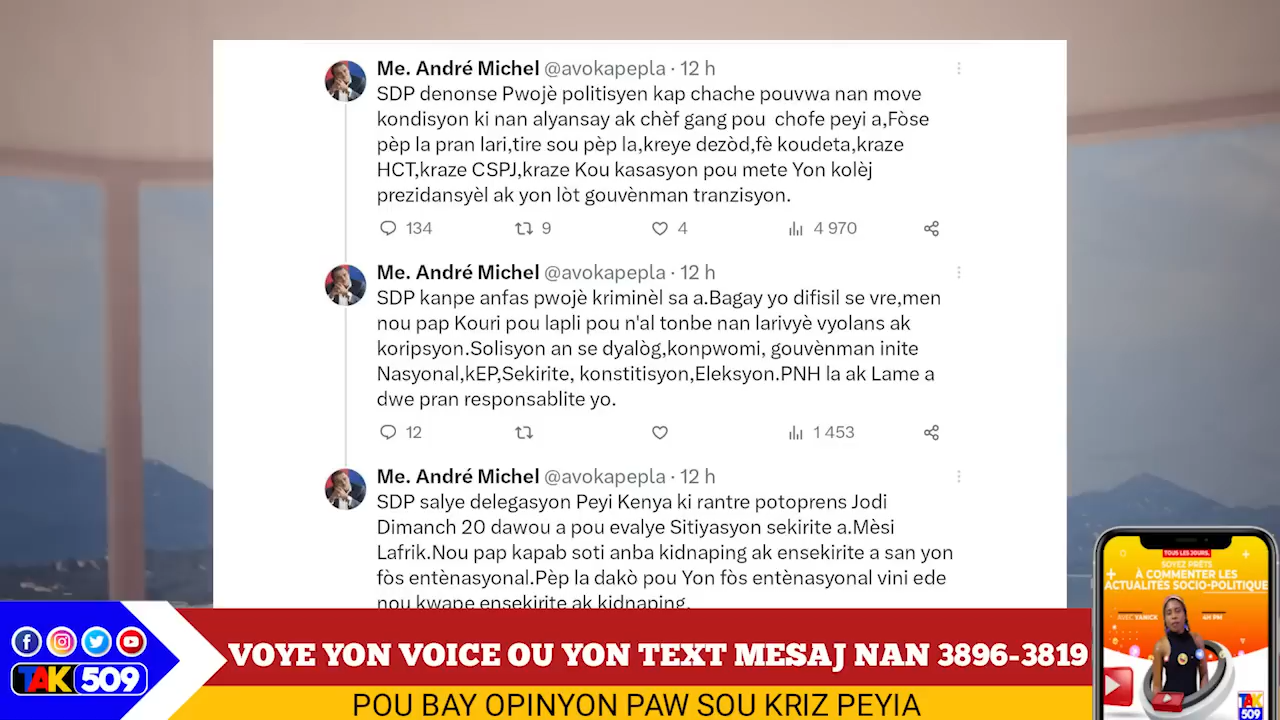 Me. André Michel @avokapepla · 12 h
SDP denonse Pwojè politisyen kap chache pouvwa nan move
kondisyon ki nan alyansay ak chèf gang pou chofe peyi a,Fòse
pèp la pran lari,tire sou pèp la,kreye dezòd,fè koudeta,kraze
HCT,kraze CSPJ,kraze Kou kasasyon pou mete Yon kolèj
prezidansyèl ak yon lòt gouvènman tranzisyon.
134 9 4 4 970
Me. André Michel @avokapepla · 12 h
SDP kanpe anfas pwojè kriminèl sa a.Bagay yo difisil se vre,men
nou pap Kouri pou lapli pou n'al tonbe nan larivyè vyolans ak
koripsyon.Solisyon an se dyalòg,konpwomi, gouvènman inite
Nasyonal,kEP,Sekirite, konstitisyon,Eleksyon.PNH la ak Lame a
dwe pran responsablite yo.
12 1 453
Me. André Michel @avokapepla · 12 h
SDP salye delegasyon Peyi Kenya ki rantre potoprens Jodi
Dimanch 20 dawou a pou evalye Sitiyasyon sekirite a.Mèsi
Lafrik.Nou pap kapab soti anba kidnaping ak ensekirite a san yon
fòs entènasyonal.Pèp la dakò pou Yon fòs entènasyonal vini ede
nou kwape ensekirite ak kidnaping.
TOUS LES JOURS,
SOYEZ PRÊTS
À COMMENTER LES
ACTUALITÉS SOCIO-POLITIQUE
AVEC YAINCK
TAK 509
VOYE YON VOICE OU YON TEXT MESAJ NAN 3896-3819
POU BAY OPINYON PAW SOU KRIZ PEYIA
TAK
509